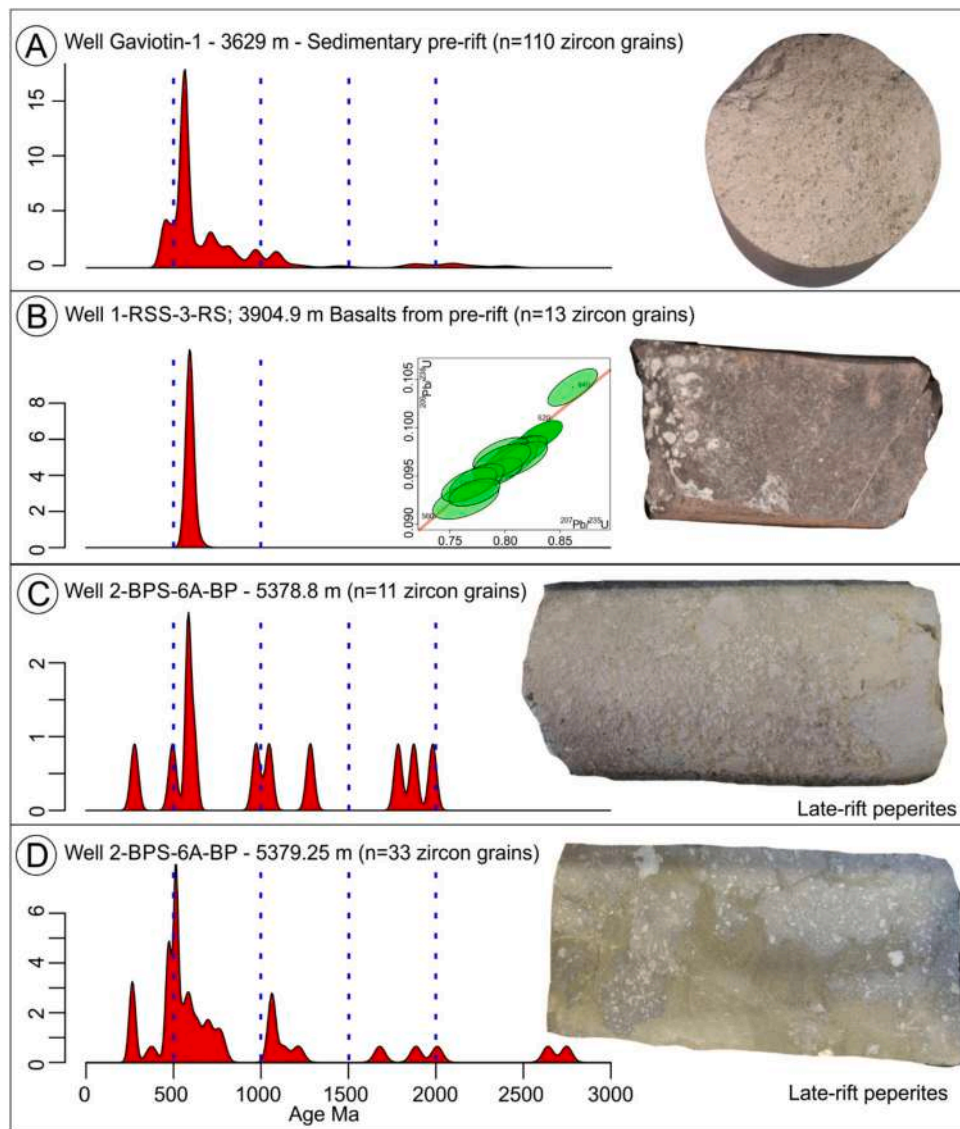 A Well Gaviotin-1 - 3629 m - Sedimentary pre-rift (n=110 zircon grains)
15
10
5
0
B Well 1-RSS-3-RS; 3904.9 m Basalts from pre-rift (n=13 zircon grains)
8
6
4
2
0
0.105
0.100
0.095
0.090
640
620
560
0.75
0.80
0.85
²⁰⁷Pb/²³⁵U
C Well 2-BPS-6A-BP - 5378.8 m (n=11 zircon grains)
2
1
0
Late-rift peperites
D Well 2-BPS-6A-BP - 5379.25 m (n=33 zircon grains)
6
4
2
0
0 500 1000 1500 2000 2500 3000
Age Ma
Late-rift peperites